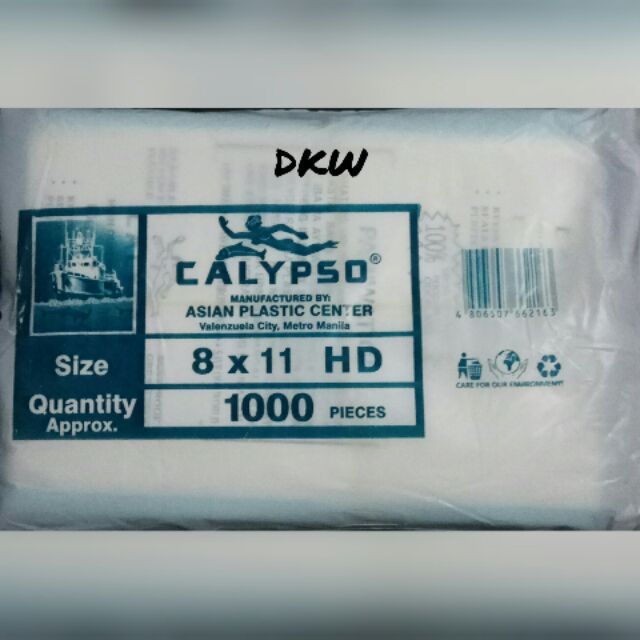 DKW
CALYPSO®
MANUFACTURED BY:
ASIAN PLASTIC CENTER
Valenzuela City, Metro Manila
Size
8 x 11 HD
Quantity
Approx.
1000 PIECES
4 806507 662163
CARE FOR OUR ENVIRONMENT!